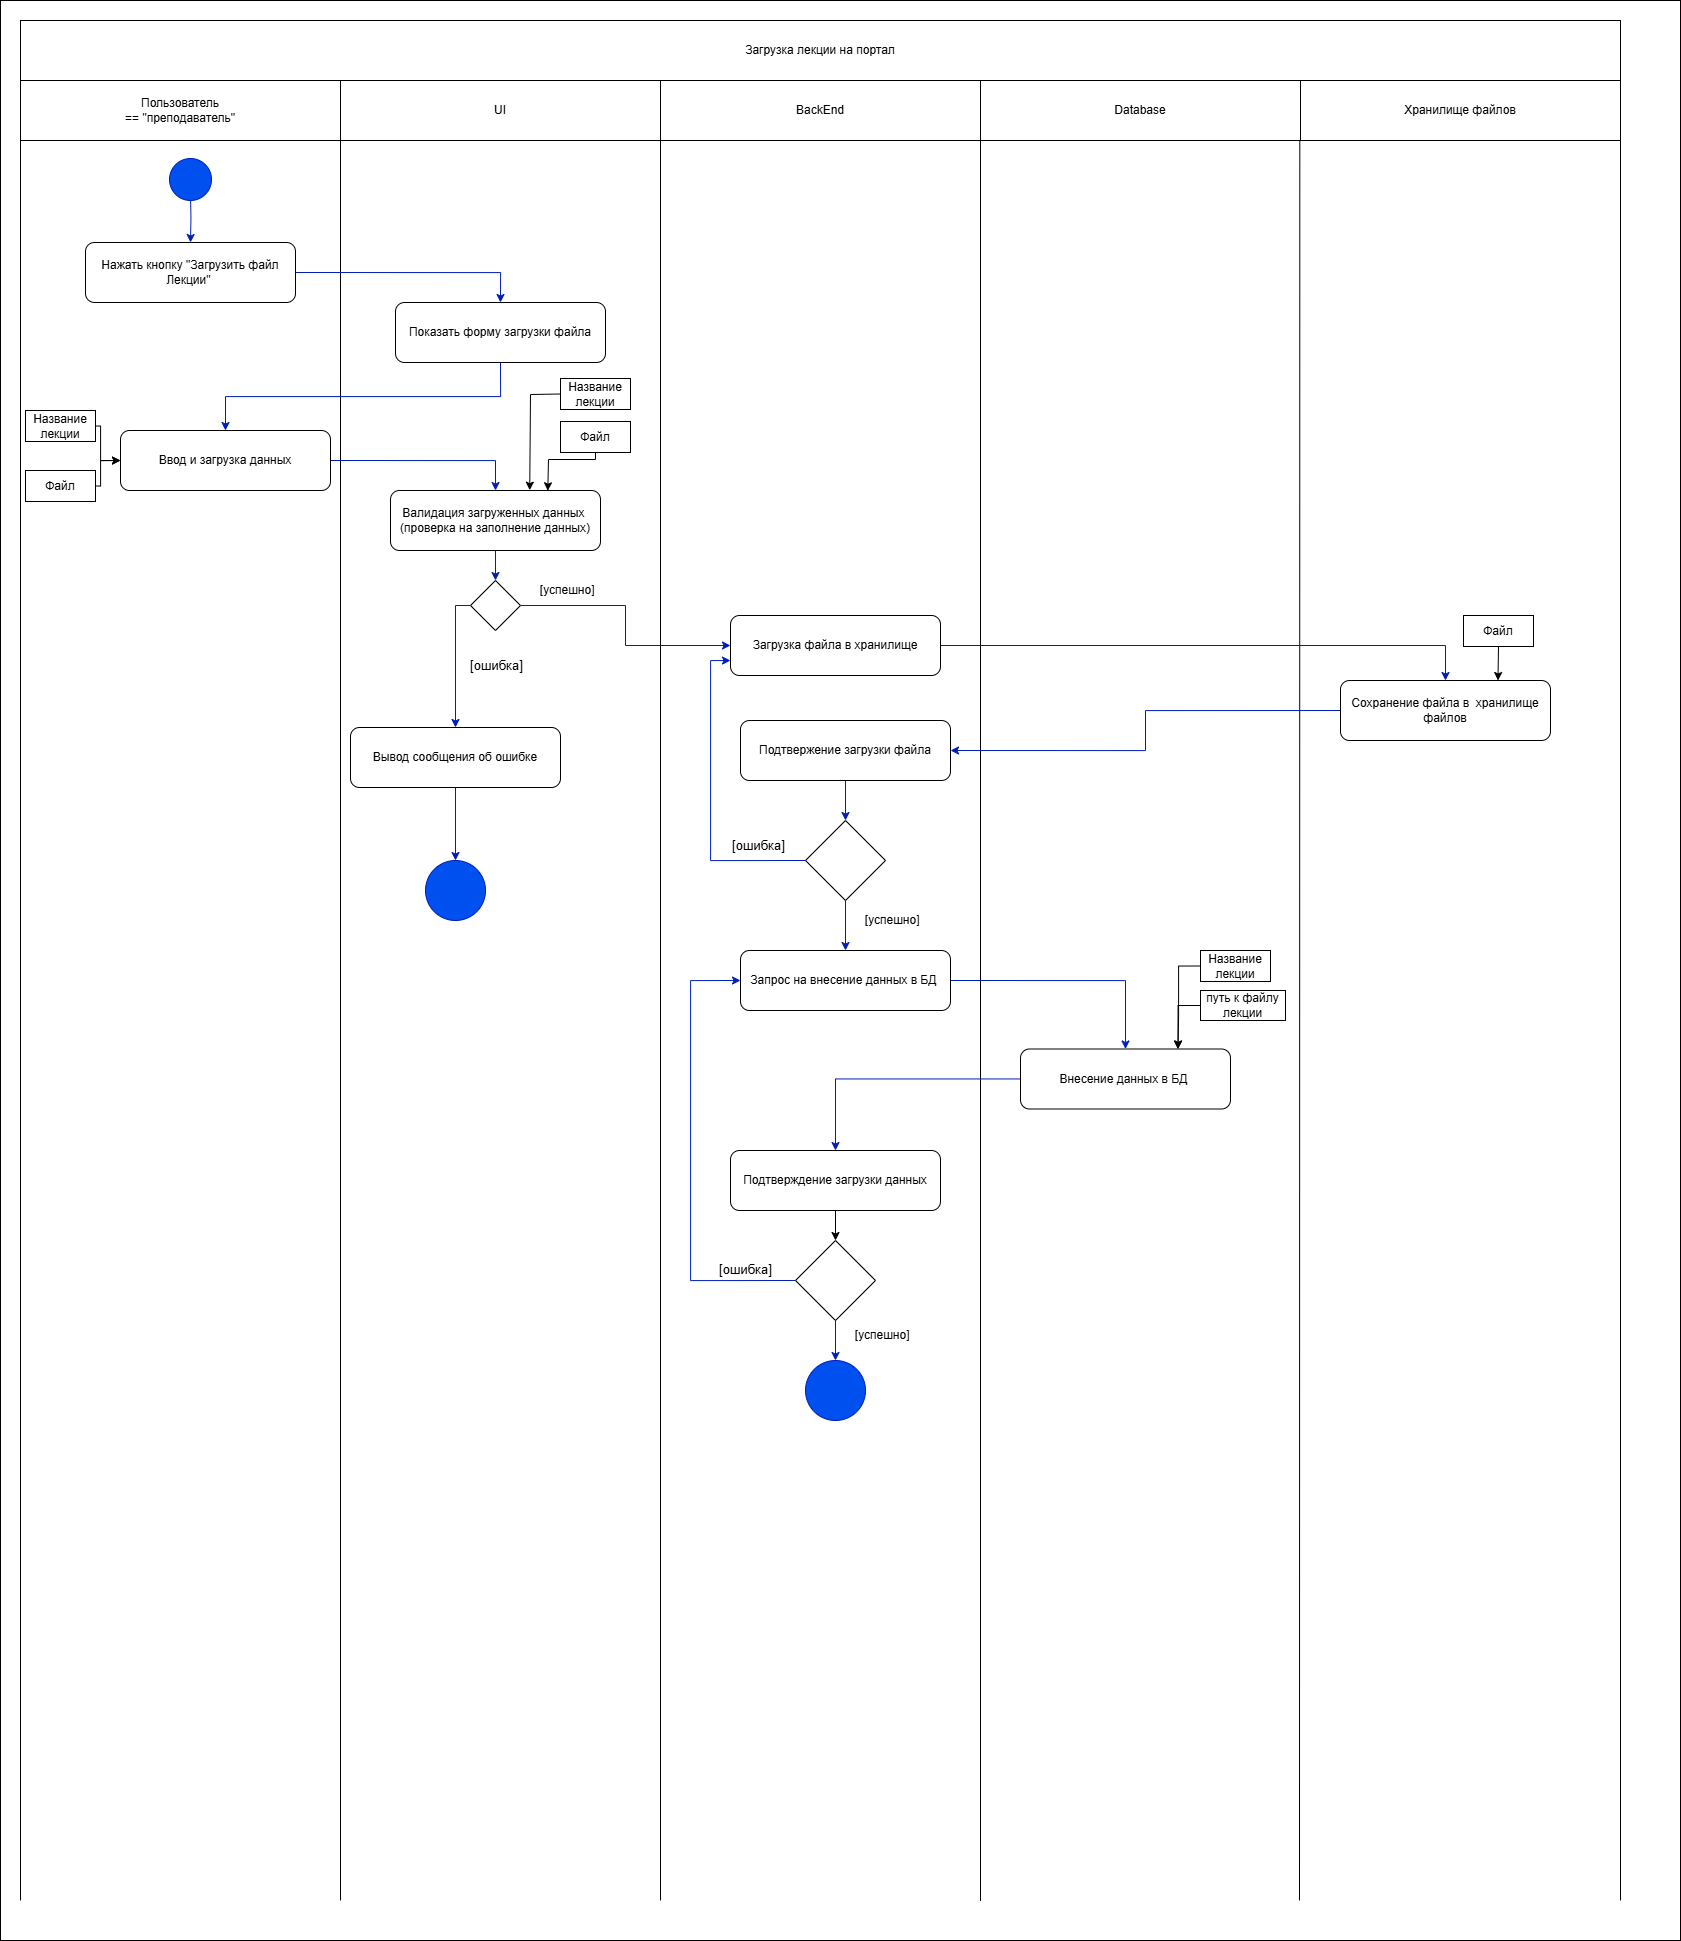 Загрузка лекции на портал
Пользователь
== "преподаватель"
UI
BackEnd
Database
Хранилище файлов
Нажать кнопку "Загрузить файл
Лекции"
Показать форму загрузки файла
Название
лекции
Файл
Название
лекции
Файл
Ввод и загрузка данных
Валидация загруженных данных
(проверка на заполнение данных)
[успешно]
[ошибка]
Загрузка файла в хранилище
Файл
Сохранение файла в хранилище
файлов
Вывод сообщения об ошибке
Подтвержение загрузки файла
[ошибка]
[успешно]
Запрос на внесение данных в БД
Название
лекции
путь к файлу
лекции
Внесение данных в БД
Подтверждение загрузки данных
[ошибка]
[успешно]